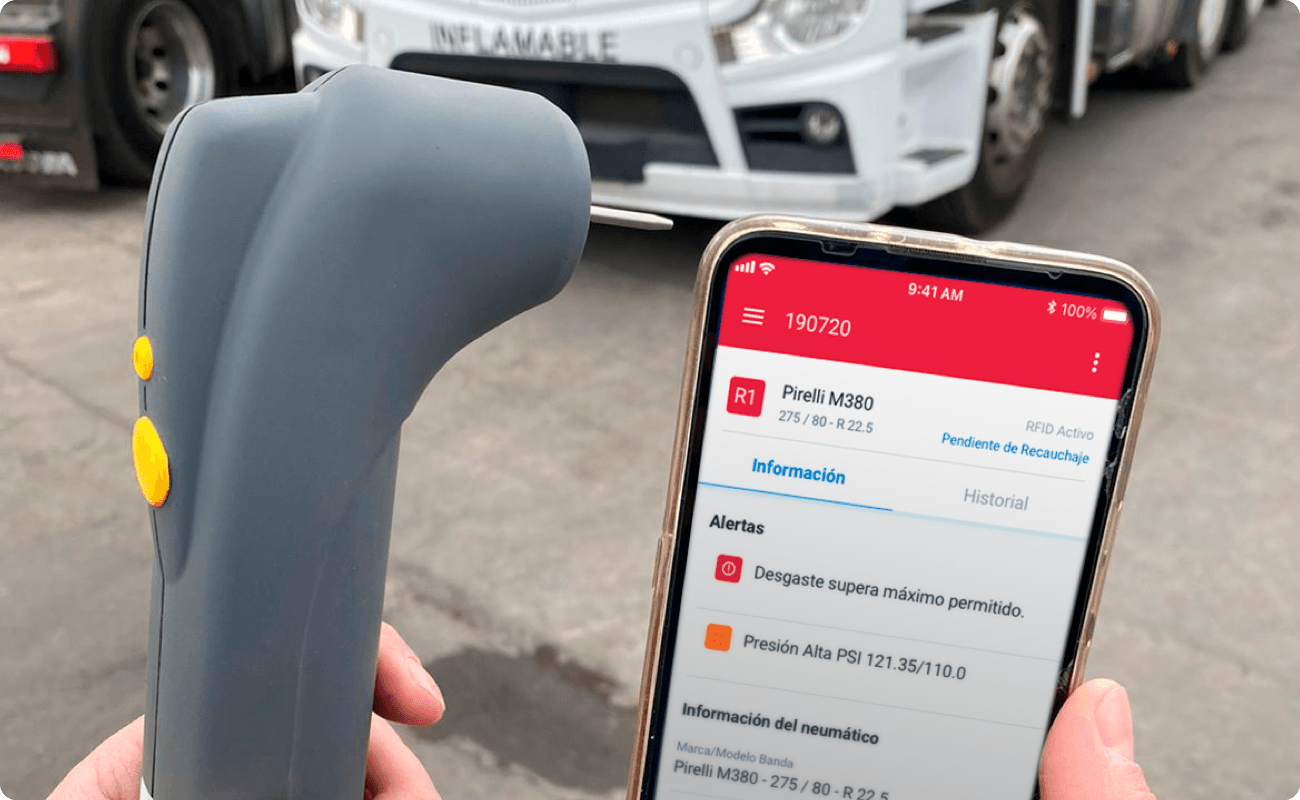 INFLAMABLE
9:41 AM
100%
190720
R1
Pirelli M380
275 / 80 - R 22.5
RFID Activo
Pendiente de Recauchaje
Información
Historial
Alertas
Desgaste supera máximo permitido.
Presión Alta PSI 121.35/110.0
Información del neumático
Marca/Modelo Banda
Pirelli M380 - 275 / 80 - R 22.5